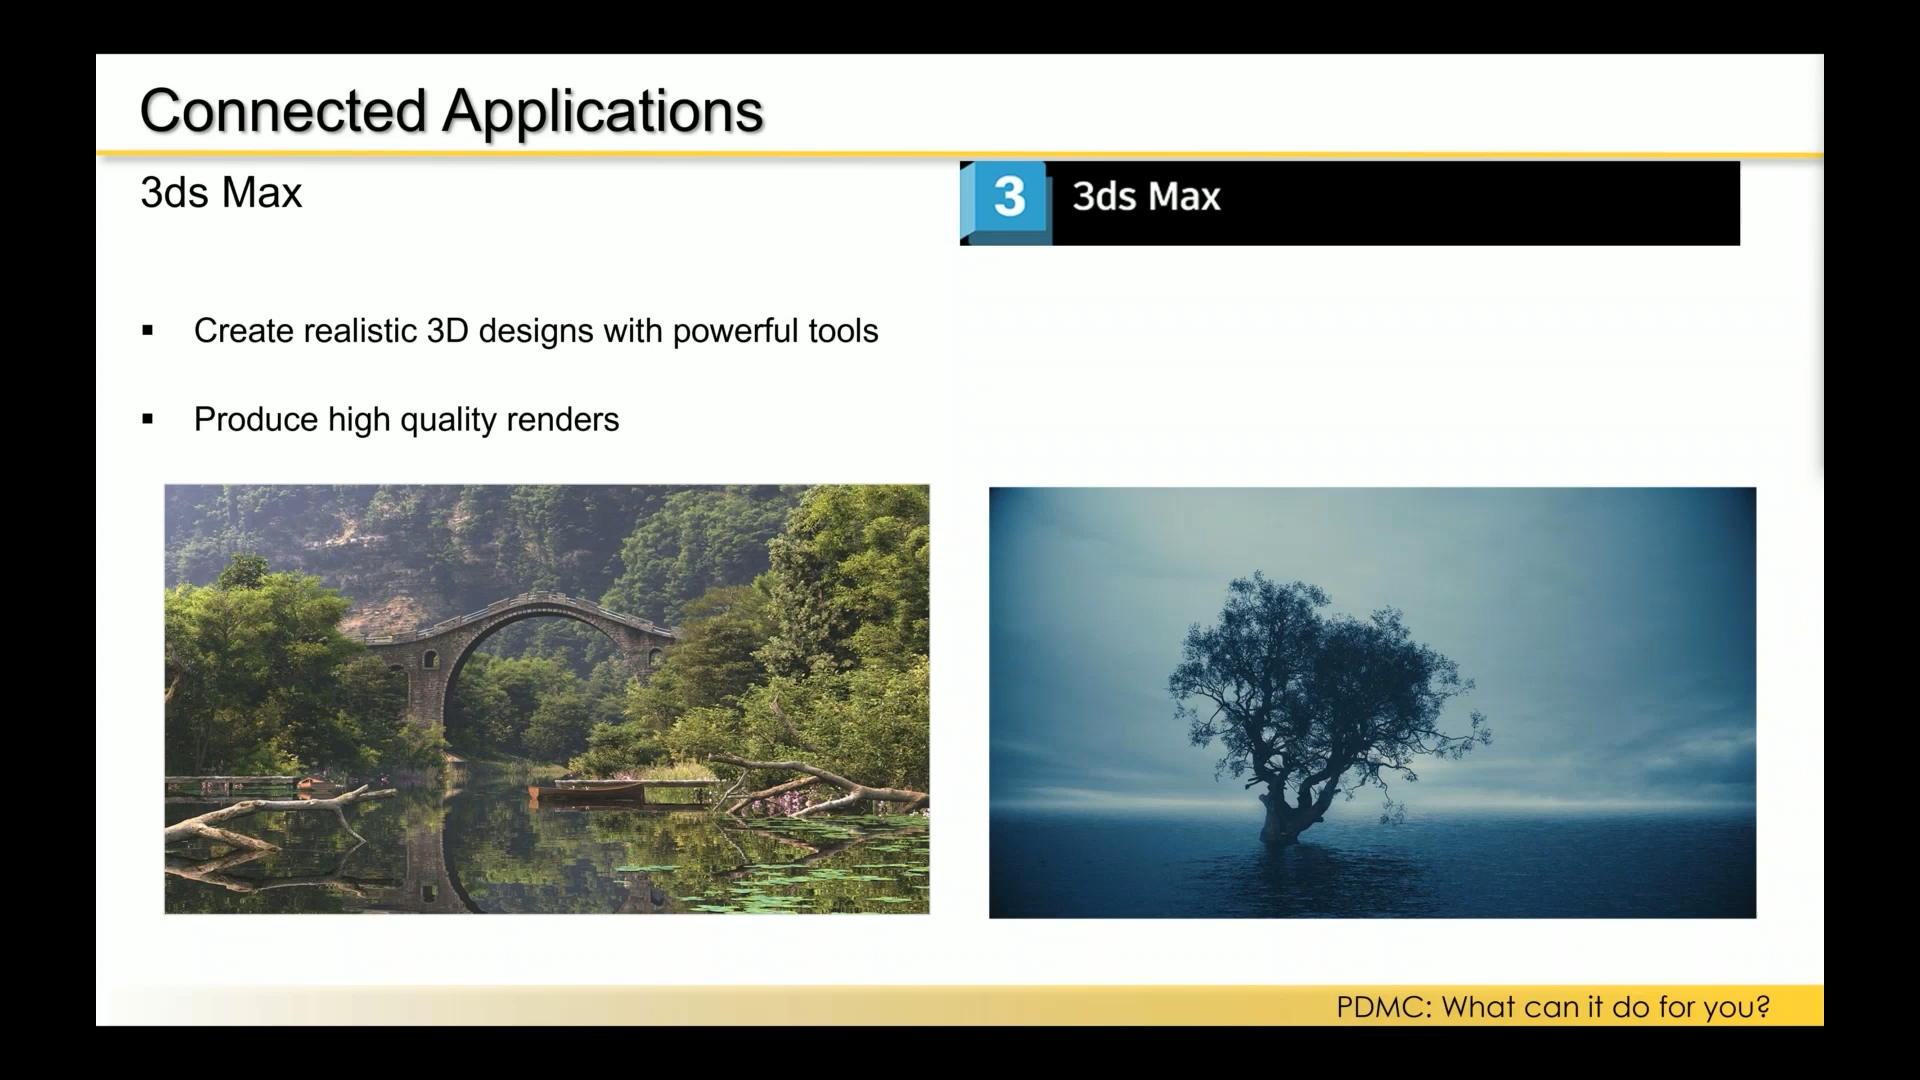 Connected Applications
3ds Max
3 3ds Max
▪ Create realistic 3D designs with powerful tools
▪ Produce high quality renders
PDMC: What can it do for you?